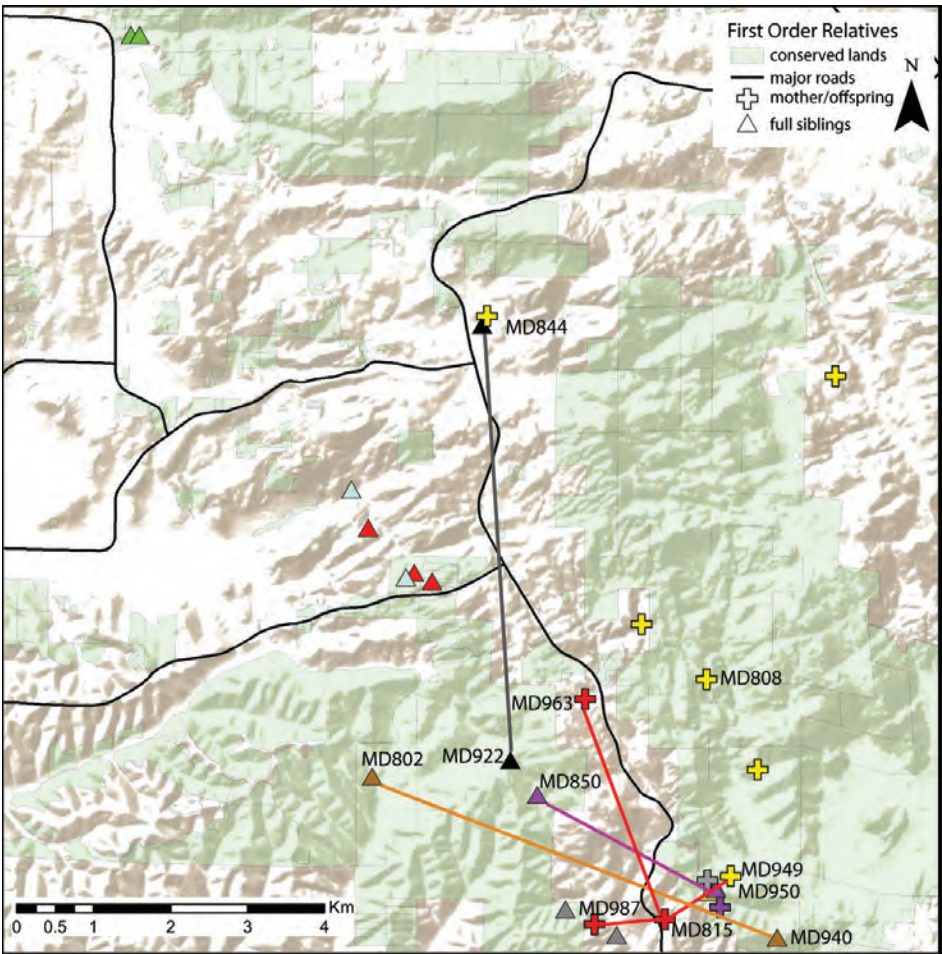 First Order Relatives
conserved lands
major roads
mother/offspring
full siblings
N
MD844
MD808
MD963
MD922
MD802
MD850
MD949
MD950
MD987
MD815
MD940
Km
0 0.5 1 2 3 4